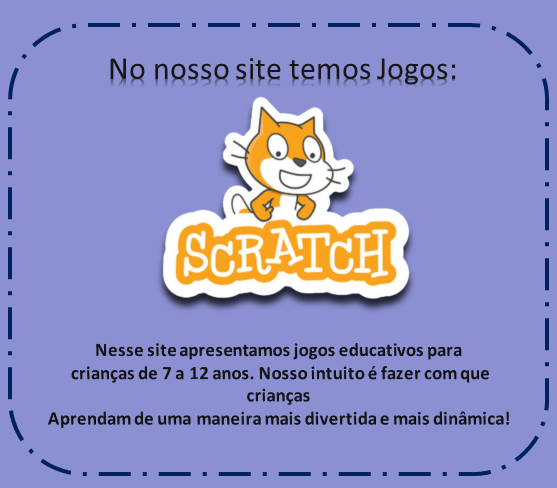 No nosso site temos Jogos:
SCRATCH
Nesse site apresentamos jogos educativos para
crianças de 7 a 12 anos. Nosso intuito é fazer com que
crianças
Aprendam de uma maneira mais divertida e mais dinâmica!